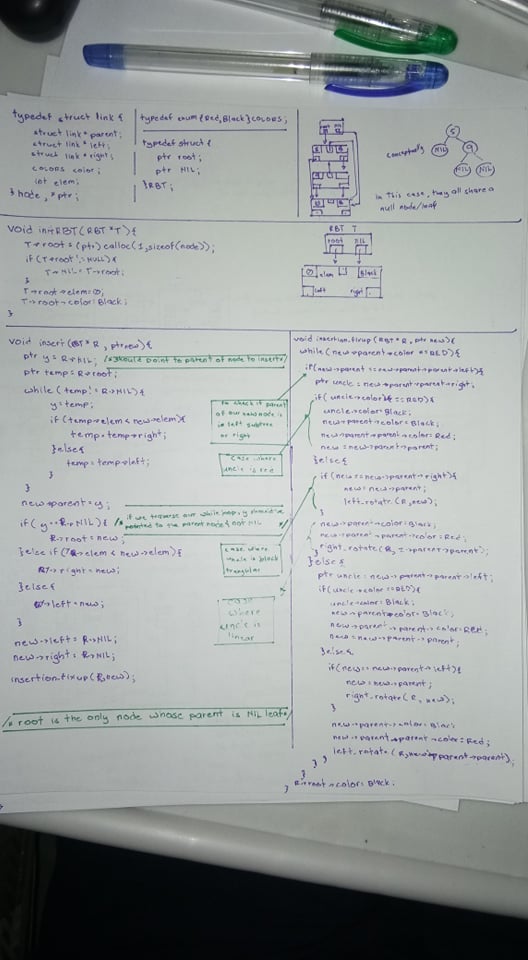 typedef struct link {
struct link * parent;
struct link * left;
struct link * right;
COLORS color;
int elem;
} node, * ptr;
typedef enum {Red, Black} COLORS;
typedef struct {
ptr root;
ptr NIL;
} RBT;
conceptually
5
NIL 9
NIL NIL
In this case, they all share a
null node/leaf
void initRBT (RBT *T) {
T->root = (ptr) calloc (1, sizeof(node));
if (T->root != NULL) {
T->NIL = T->root;
}
T->root->elem = 0;
T->root->color = Black;
}
RBT T
root NIL
0 elem Black
left right
void insert (RBT *R, ptr new) {
ptr y = R->NIL; /* should point to parent of node to insert */
ptr temp = R->root;
while (temp != R->NIL) {
y = temp;
if (temp->elem < new->elem) {
temp = temp->right;
} else {
temp = temp->left;
}
}
new->parent = y;
if (y == R->NIL) {
R->root = new;
} else if (elem < new->elem) {
->right = new;
} else {
->left = new;
}
new->left = R->NIL;
new->right = R->NIL;
insertion_fixup (R, new);
/* root is the only node whose parent is NIL leaf */
to check if parent
of our new node is
in left subtree
or right
case where
uncle is red
/* if we traverse our while loop, y should be
pointed to the parent node & not NIL
case where
uncle is black
triangular
case
where
uncle is
linear
void insertion_fixup (RBT *R, ptr new) {
while (new->parent->color == RED) {
if (new->parent == new->parent->parent->left) {
ptr uncle = new->parent->parent->right;
if (uncle->color == RED) {
uncle->color = Black;
new->parent->color = Black;
new->parent->parent->color = Red;
new = new->parent->parent;
} else {
if (new == new->parent->right) {
new = new->parent;
left_rotate (R, new);
}
new->parent->color = Black;
new->parent->parent->color = Red;
right_rotate (R, parent->parent);
} else {
ptr uncle = new->parent->parent->left;
if (uncle->color == RED) {
uncle->color = Black;
new->parent->color = Black;
new->parent->parent->color = Red;
new = new->parent->parent;
} else {
if (new == new->parent->left) {
new = new->parent;
right_rotate (R, new);
}
new->parent->color = Black;
new->parent->parent->color = Red;
left_rotate (R, new->parent->parent);
} }
}
R->root->color = Black;
}